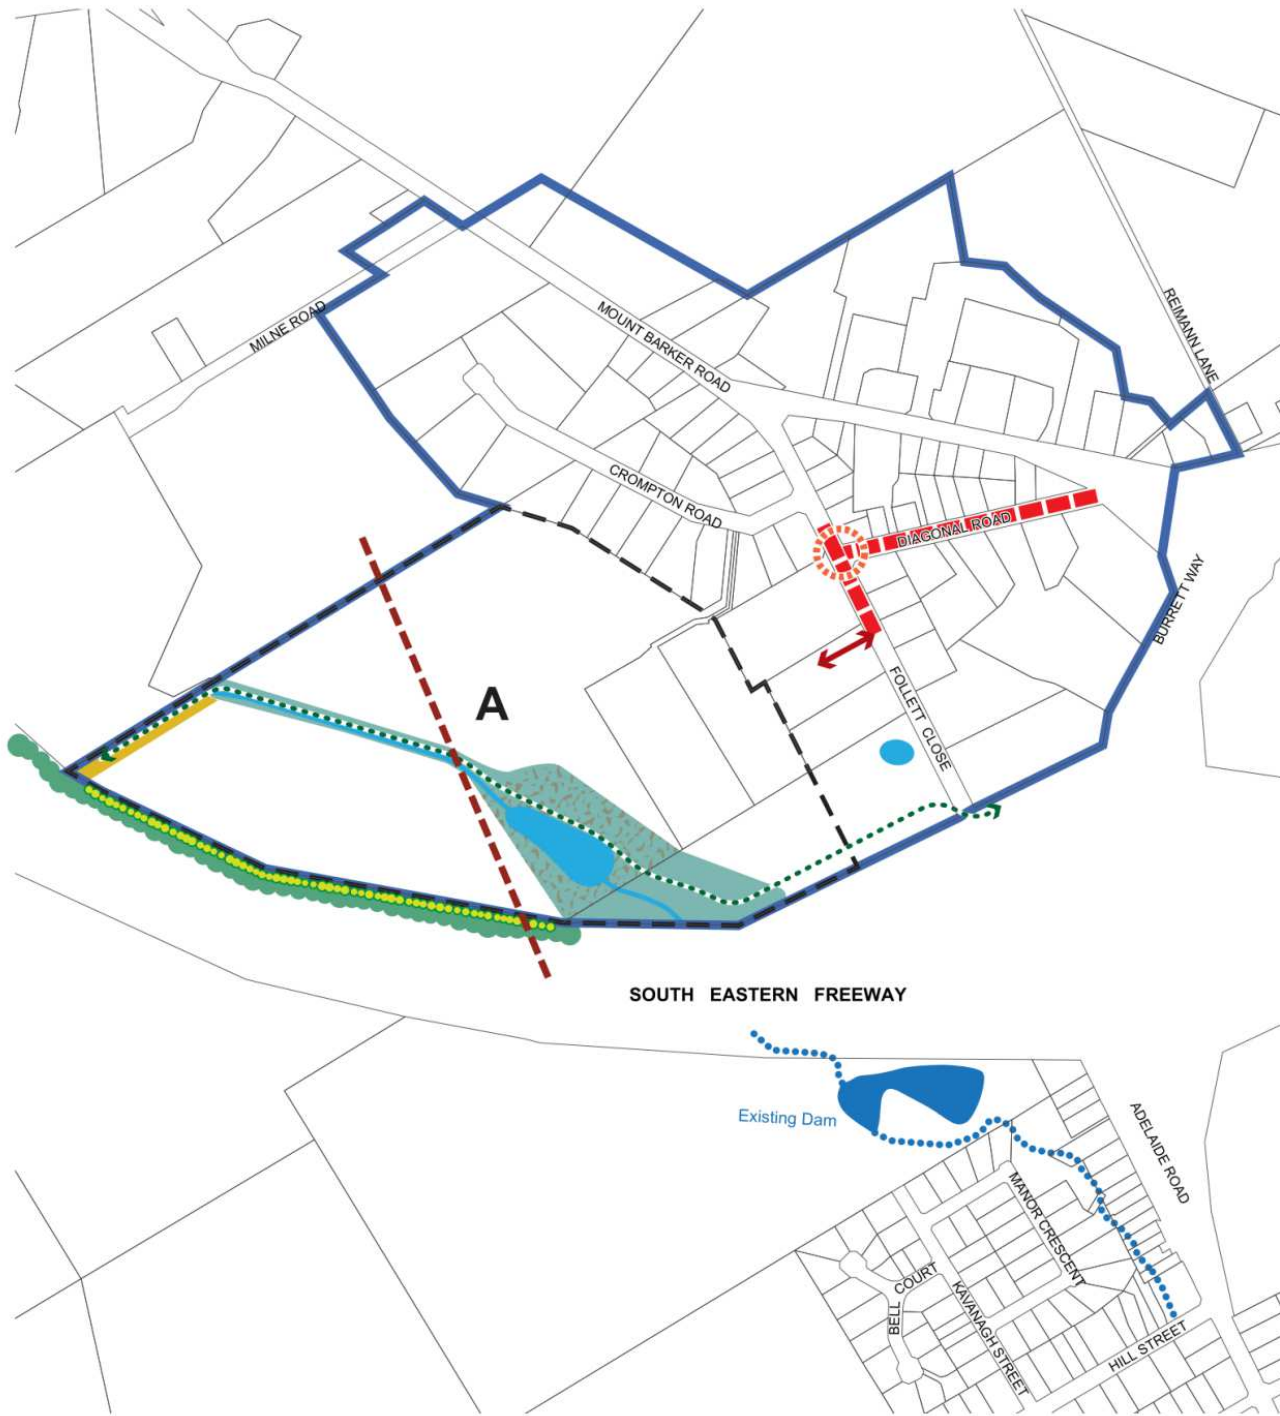 MILNE ROAD
MOUNT BARKER ROAD
REIMANN LANE
CROMPTON ROAD
DIAGONAL ROAD
BURRETT WAY
FOLLETT CLOSE
A
SOUTH EASTERN FREEWAY
Existing Dam
ADELAIDE ROAD
MANOR CRESCENT
BELL COURT
KAVANAGH STREET
HILL STREET